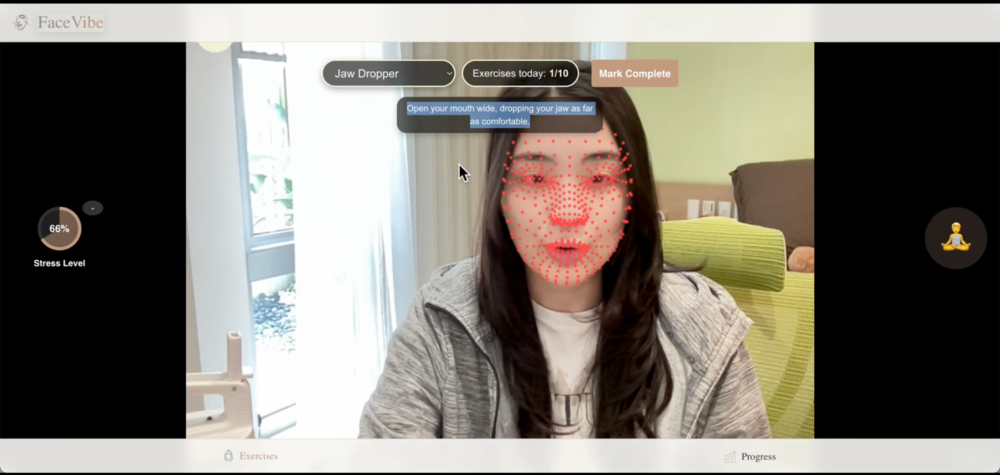 FaceVibe
Jaw Dropper
Exercises today: 1/10
Mark Complete
Open your mouth wide, dropping your jaw as far
as comfortable.
-
66%
Stress Level
Exercises
Progress